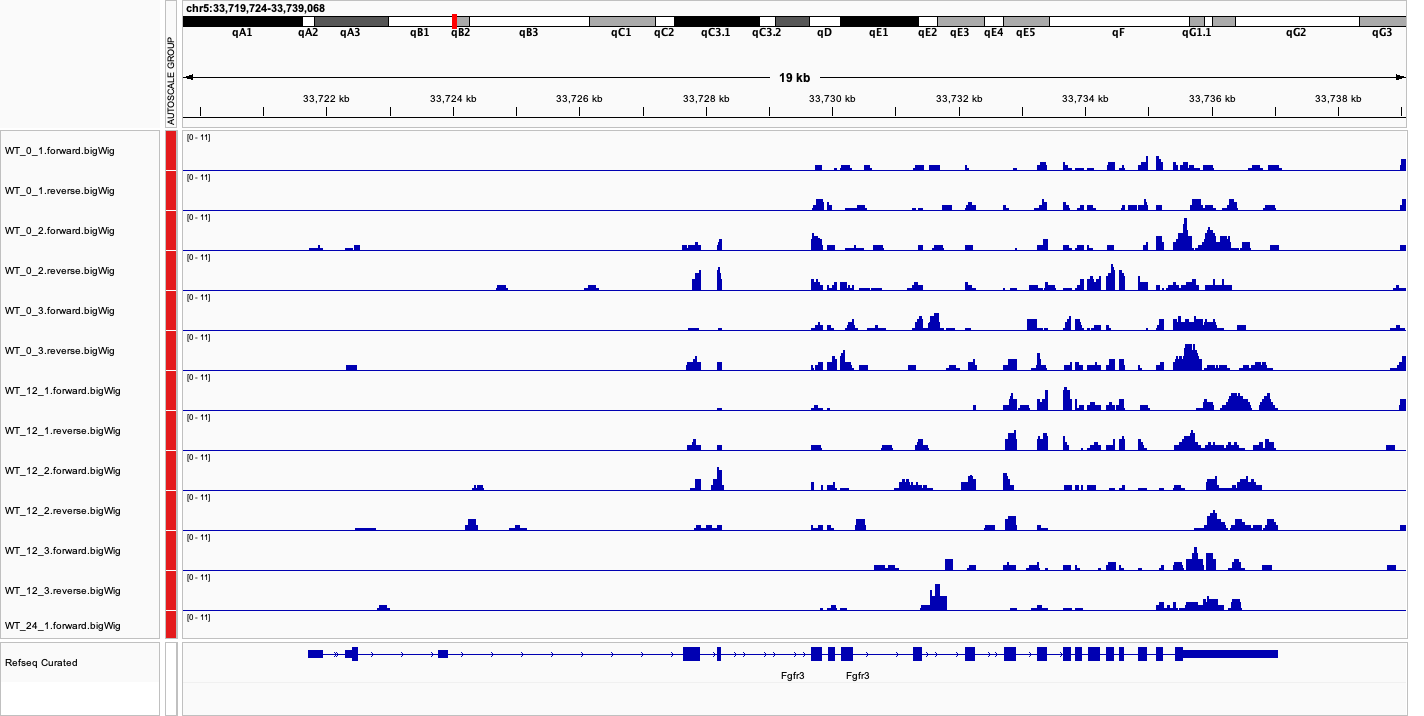 chr5:33,719,724-33,739,068
qA1 qA2 qA3 qB1 qB2 qB3 qC1 qC2 qC3.1 qC3.2 qD qE1 qE2 qE3 qE4 qE5 qF qG1.1 qG2 qG3
AUTOSCALE GROUP
19 kb
33,722 kb 33,724 kb 33,726 kb 33,728 kb 33,730 kb 33,732 kb 33,734 kb 33,736 kb 33,738 kb
[0 - 11]
WT_0_1.forward.bigWig
[0 - 11]
WT_0_1.reverse.bigWig
[0 - 11]
WT_0_2.forward.bigWig
[0 - 11]
WT_0_2.reverse.bigWig
[0 - 11]
WT_0_3.forward.bigWig
[0 - 11]
WT_0_3.reverse.bigWig
[0 - 11]
WT_12_1.forward.bigWig
[0 - 11]
WT_12_1.reverse.bigWig
[0 - 11]
WT_12_2.forward.bigWig
[0 - 11]
WT_12_2.reverse.bigWig
[0 - 11]
WT_12_3.forward.bigWig
[0 - 11]
WT_12_3.reverse.bigWig
[0 - 11]
WT_24_1.forward.bigWig
Refseq Curated
Fgfr3 Fgfr3